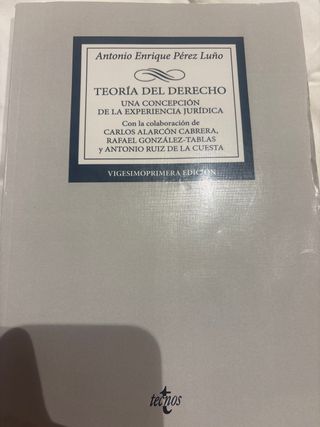 Antonio Enrique Pérez Luño
TEORÍA DEL DERECHO
UNA CONCEPCIÓN
DE LA EXPERIENCIA JURÍDICA
Con la colaboración de
CARLOS ALARCÓN CABRERA,
RAFAEL GONZÁLEZ-TABLAS
y ANTONIO RUIZ DE LA CUESTA
VIGESIMOPRIMERA EDICIÓN
tecnos